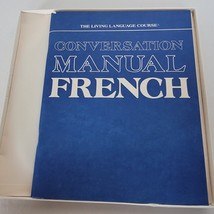 THE LIVING LANGUAGE COURSE®
CONVERSATION
MANUAL
FRENCH